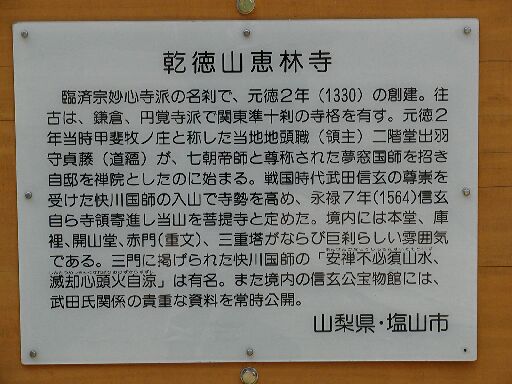 乾徳山恵林寺
臨済宗妙心寺派の名刹で、元徳２年（1330）の創建。往
古は、鎌倉、円覚寺派で関東準十刹の寺格を有す。元徳２
年当時甲斐牧ノ庄と称した当地地頭職（領主）二階堂出羽
守貞藤（道蘊）が、七朝帝師と尊称された夢窓国師を招き
自邸を禅院としたのに始まる。戦国時代武田信玄の尊崇を
受けた快川国師の入山で寺勢を高め、永禄７年（1564）信玄
自ら寺領寄進し当山を菩提寺と定めた。境内には本堂、庫
裡、開山堂、赤門（重文）、三重塔がならび巨刹らしい雰囲気
である。三門に掲げられた快川国師の「安禅不必須山水、
滅却心頭火自涼」は有名。また境内の信玄公宝物館には、
武田氏関係の貴重な資料を常時公開。
山梨県・塩山市